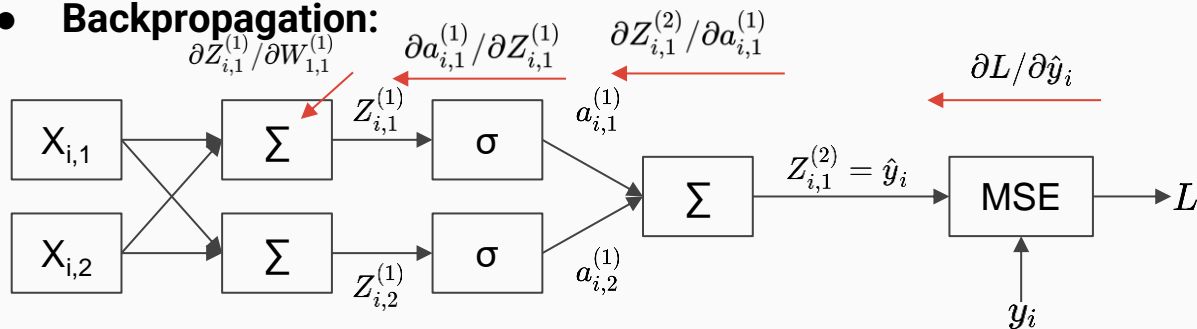 ● Backpropagation:
∂Z_{i,1}^{(1)}/∂W_{1,1}^{(1)}
∂a_{i,1}^{(1)}/∂Z_{i,1}^{(1)}
∂Z_{i,1}^{(2)}/∂a_{i,1}^{(1)}
∂L/∂ŷ_i
X_{i,1}
Σ
Z_{i,1}^{(1)}
σ
a_{i,1}^{(1)}
Σ
Z_{i,1}^{(2)} = ŷ_i
MSE
L
X_{i,2}
Σ
Z_{i,2}^{(1)}
σ
a_{i,2}^{(1)}
y_i